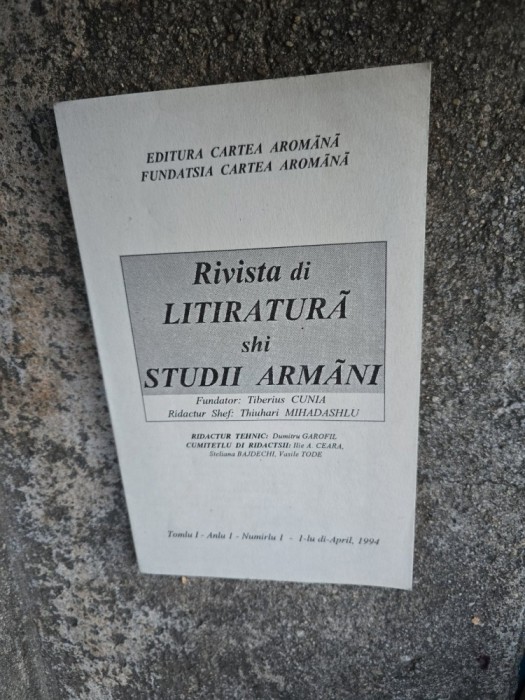 EDITURA CARTEA AROMÃNÃ
FUNDATSIA CARTEA AROMÃNÃ
Rivista di
LITIRATURÃ
shi
STUDII ARMÃNI
Fundator: Tiberius CUNIA
Ridactur Shef: Thiuhari MIHADASHLU
RIDACTUR TEHNIC: Dumitru GAROFIL
CUMITETLU DI RIDACTSII: Ilie A. CEARA,
Steliana BAJDECHI, Vasile TODE
Tomlu 1 - Anlu 1 - Numirlu 1 - 1-lu di-April, 1994